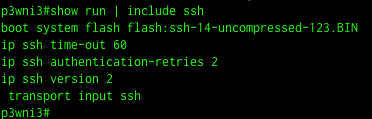 p3wni3#show run | include ssh
boot system flash flash:ssh-14-uncompressed-123.BIN
ip ssh time-out 60
ip ssh authentication-retries 2
ip ssh version 2
 transport input ssh
p3wni3#